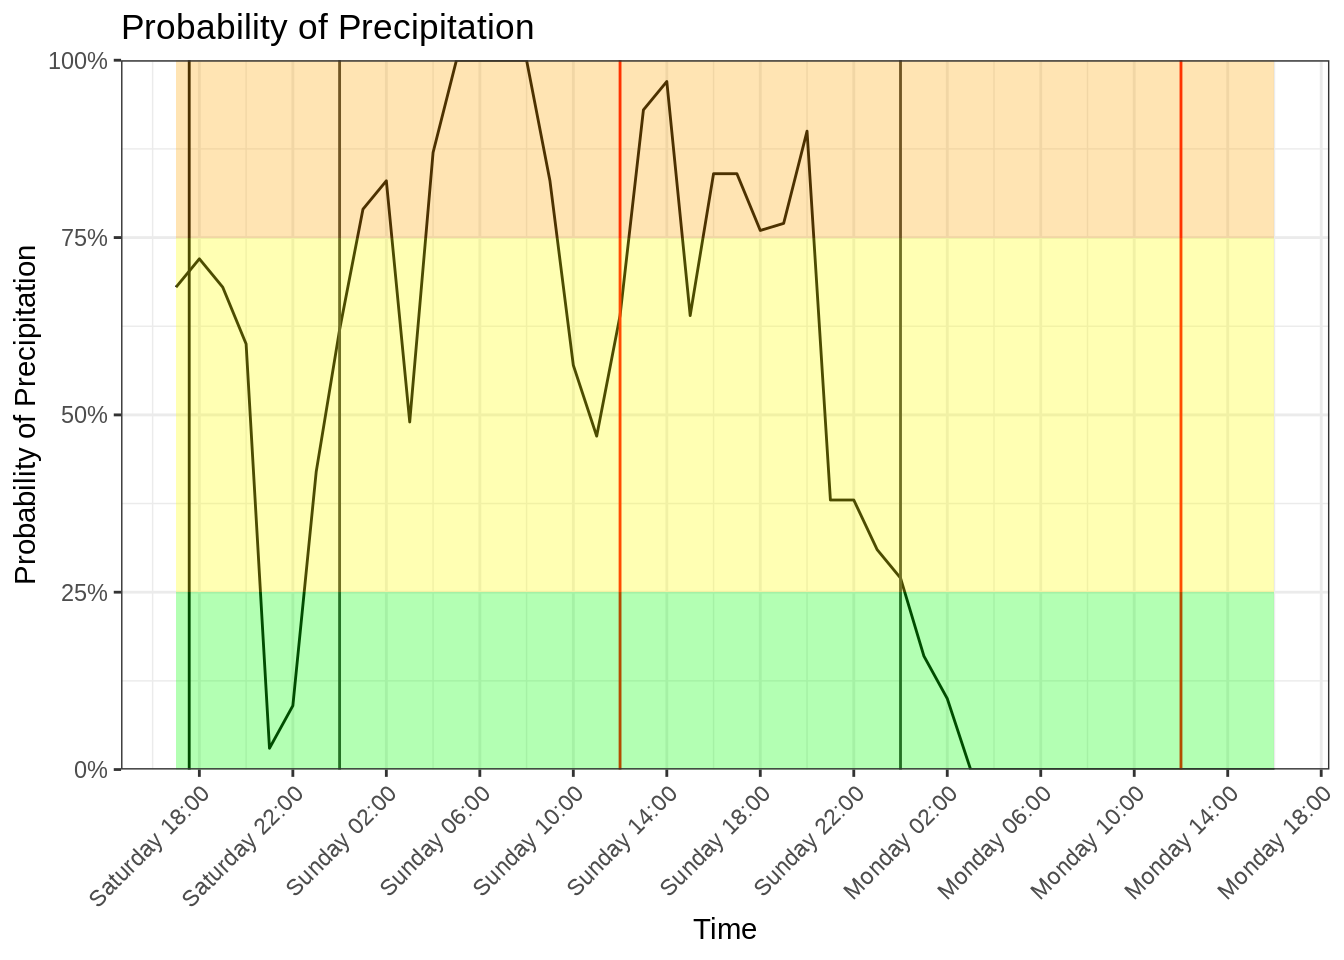 Probability of Precipitation
100%
75%
50%
25%
0%
Probability of Precipitation
Saturday 18:00
Saturday 22:00
Sunday 02:00
Sunday 06:00
Sunday 10:00
Sunday 14:00
Sunday 18:00
Sunday 22:00
Monday 02:00
Monday 06:00
Monday 10:00
Monday 14:00
Monday 18:00
Time